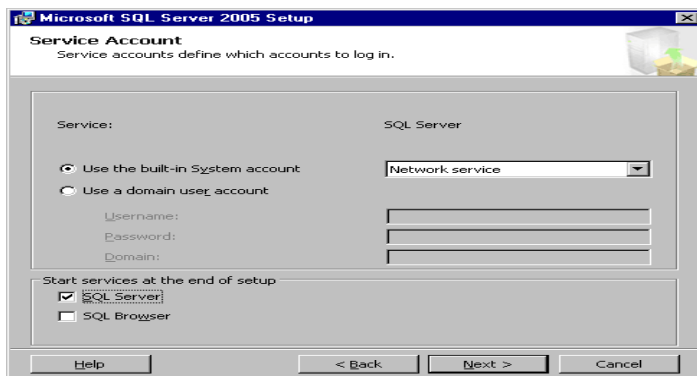 Microsoft SQL Server 2005 Setup
Service Account
Service accounts define which accounts to log in.
Service: SQL Server
Use the built-in System account Network service
Use a domain user account
Username:
Password:
Domain:
Start services at the end of setup
SQL Server
SQL Browser
Help < Back Next > Cancel